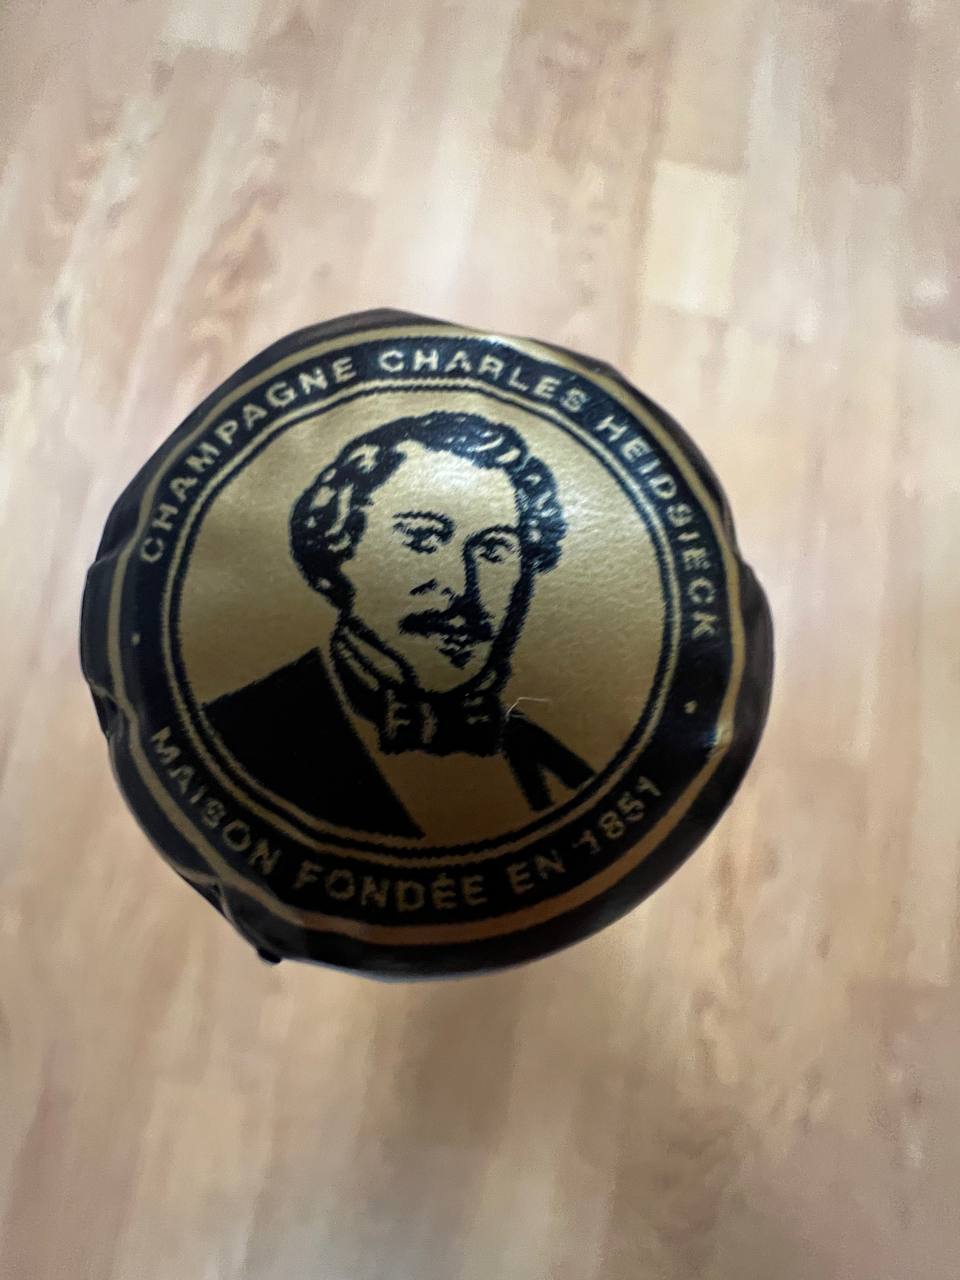 CHAMPAGNE CHARLES HEIDSIECK
MAISON FONDÉE EN 1851